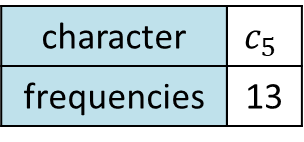 character c₅
frequencies 13